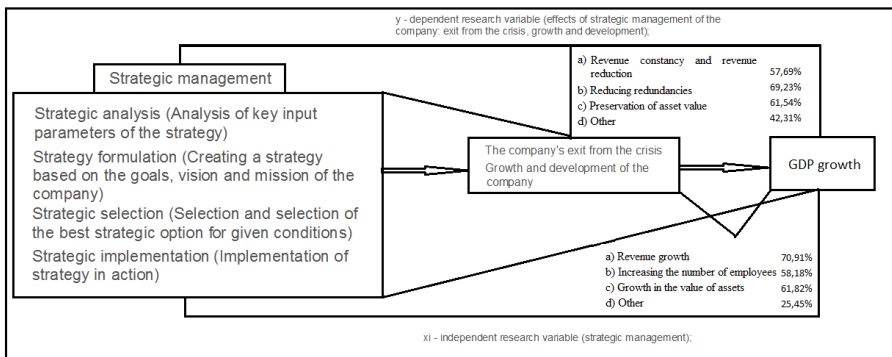 y - dependent research variable (effects of strategic management of the
company: exit from the crisis, growth and development);
Strategic management
Strategic analysis (Analysis of key input
parameters of the strategy)
Strategy formulation (Creating a strategy
based on the goals, vision and mission of the
company)
Strategic selection (Selection and selection of
the best strategic option for given conditions)
Strategic implementation (Implementation of
strategy in action)
a) Revenue constancy and revenue
reduction 57,69%
b) Reducing redundancies 69,23%
c) Preservation of asset value 61,54%
d) Other 42,31%
The company's exit from the crisis
Growth and development of the
company
GDP growth
a) Revenue growth 70,91%
b) Increasing the number of employees 58,18%
c) Growth in the value of assets 61,82%
d) Other 25,45%
xi - independent research variable (strategic management);